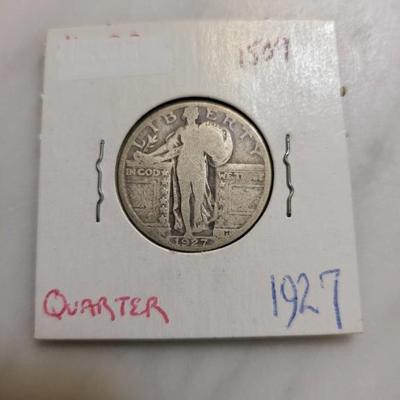 1509
LIBERTY
IN GOD WE TRUST
1927
QUARTER 1927